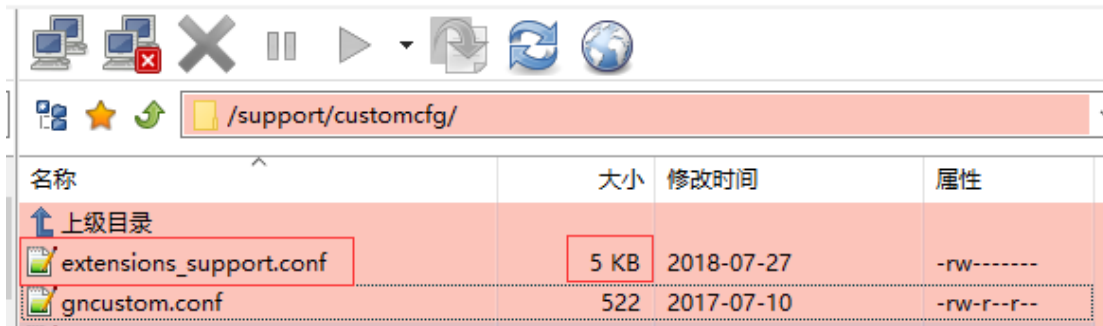 /support/customcfg/
名称 大小 修改时间 属性
上级目录
extensions_support.conf 5 KB 2018-07-27 -rw-------
gncustom.conf 522 2017-07-10 -rw-r--r--